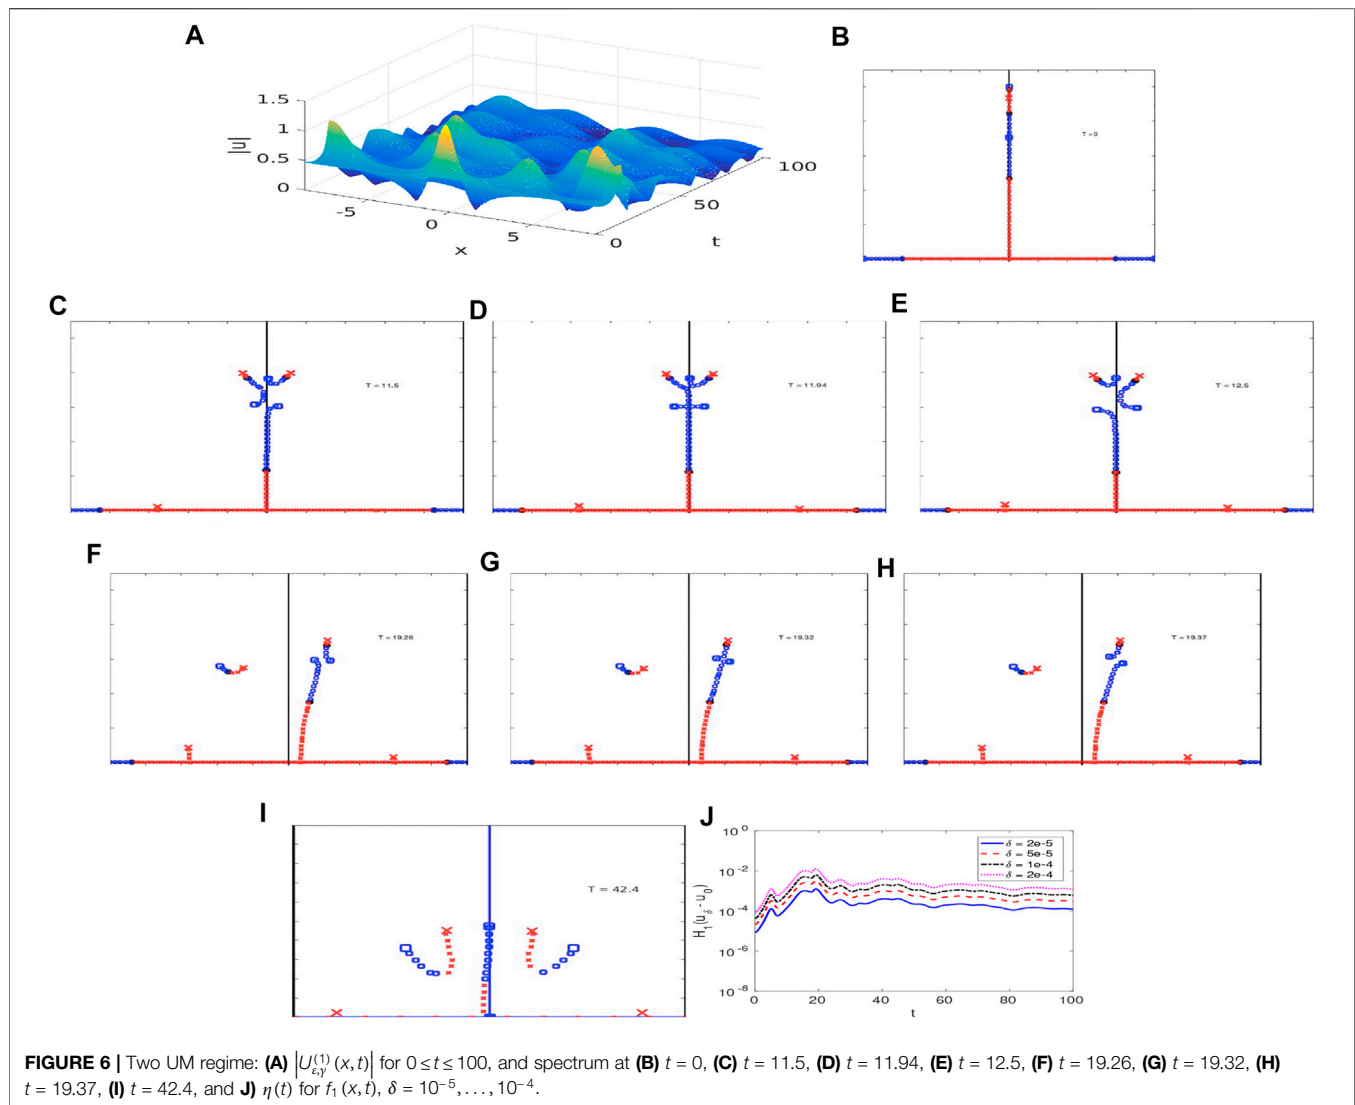 A
1.5
1
0.5
0
|u|
-5
0
5
x
0
50
100
t
B
T = 0
C
T = 11.5
D
T = 11.94
E
T = 12.5
F
T = 19.26
G
T = 19.32
H
T = 19.37
I
T = 42.4
J
10^0
10^-2
10^-4
10^-6
10^-8
H_1(u_δ - u_0)
δ = 2e-5
δ = 5e-5
δ = 1e-4
δ = 2e-4
0
20
40
60
80
100
t
FIGURE 6 | Two UM regime: (A) |U_{ε,γ}^{(1)}(x, t)| for 0 ≤ t ≤ 100, and spectrum at (B) t = 0, (C) t = 11.5, (D) t = 11.94, (E) t = 12.5, (F) t = 19.26, (G) t = 19.32, (H)
t = 19.37, (I) t = 42.4, and J) η(t) for f_1(x, t), δ = 10^{-5}, . . . , 10^{-4}.